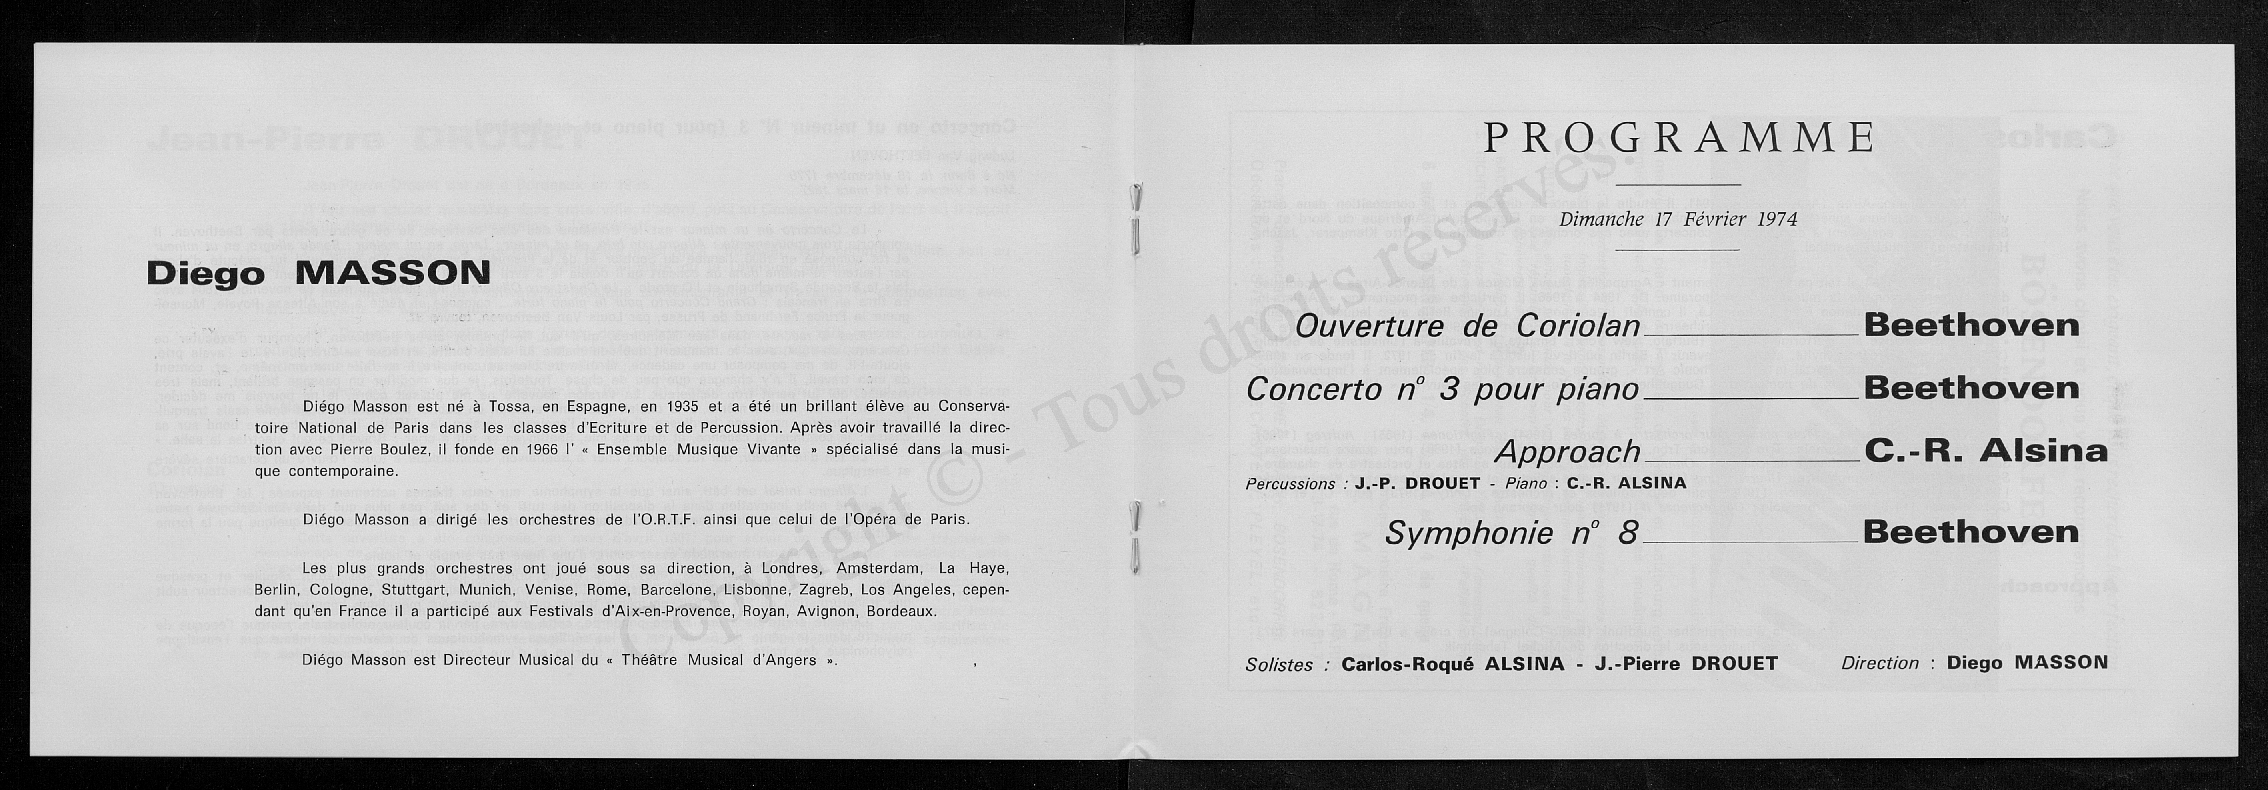 Diego MASSON
Diégo Masson est né à Tossa, en Espagne, en 1935 et a été un brillant élève au Conserva-
toire National de Paris dans les classes d'Ecriture et de Percussion. Après avoir travaillé la direc-
tion avec Pierre Boulez, il fonde en 1966 l' « Ensemble Musique Vivante » spécialisé dans la musi-
que contemporaine.
Diégo Masson a dirigé les orchestres de l'O.R.T.F. ainsi que celui de l'Opéra de Paris.
Les plus grands orchestres ont joué sous sa direction, à Londres, Amsterdam, La Haye,
Berlin, Cologne, Stuttgart, Munich, Venise, Rome, Barcelone, Lisbonne, Zagreb, Los Angeles, cepen-
dant qu'en France il a participé aux Festivals d'Aix-en-Provence, Royan, Avignon, Bordeaux.
Diégo Masson est Directeur Musical du « Théâtre Musical d'Angers ».
PROGRAMME
Dimanche 17 Février 1974
Ouverture de Coriolan Beethoven
Concerto n° 3 pour piano Beethoven
Approach C.-R. Alsina
Percussions : J.-P. DROUET - Piano : C.-R. ALSINA
Symphonie n° 8 Beethoven
Solistes : Carlos-Roqué ALSINA - J.-Pierre DROUET Direction : Diego MASSON
Copyright © - Tous droits réservés.